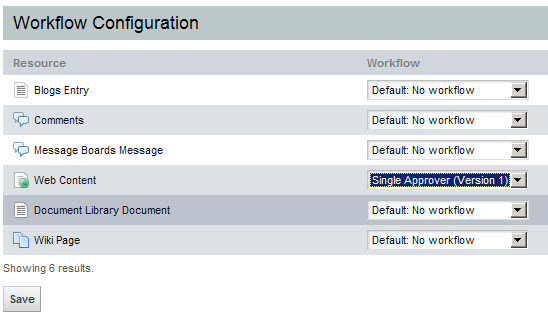 Workflow Configuration
Resource Workflow
Blogs Entry Default: No workflow
Comments Default: No workflow
Message Boards Message Default: No workflow
Web Content Single Approver (Version 1)
Document Library Document Default: No workflow
Wiki Page Default: No workflow
Showing 6 results.
Save